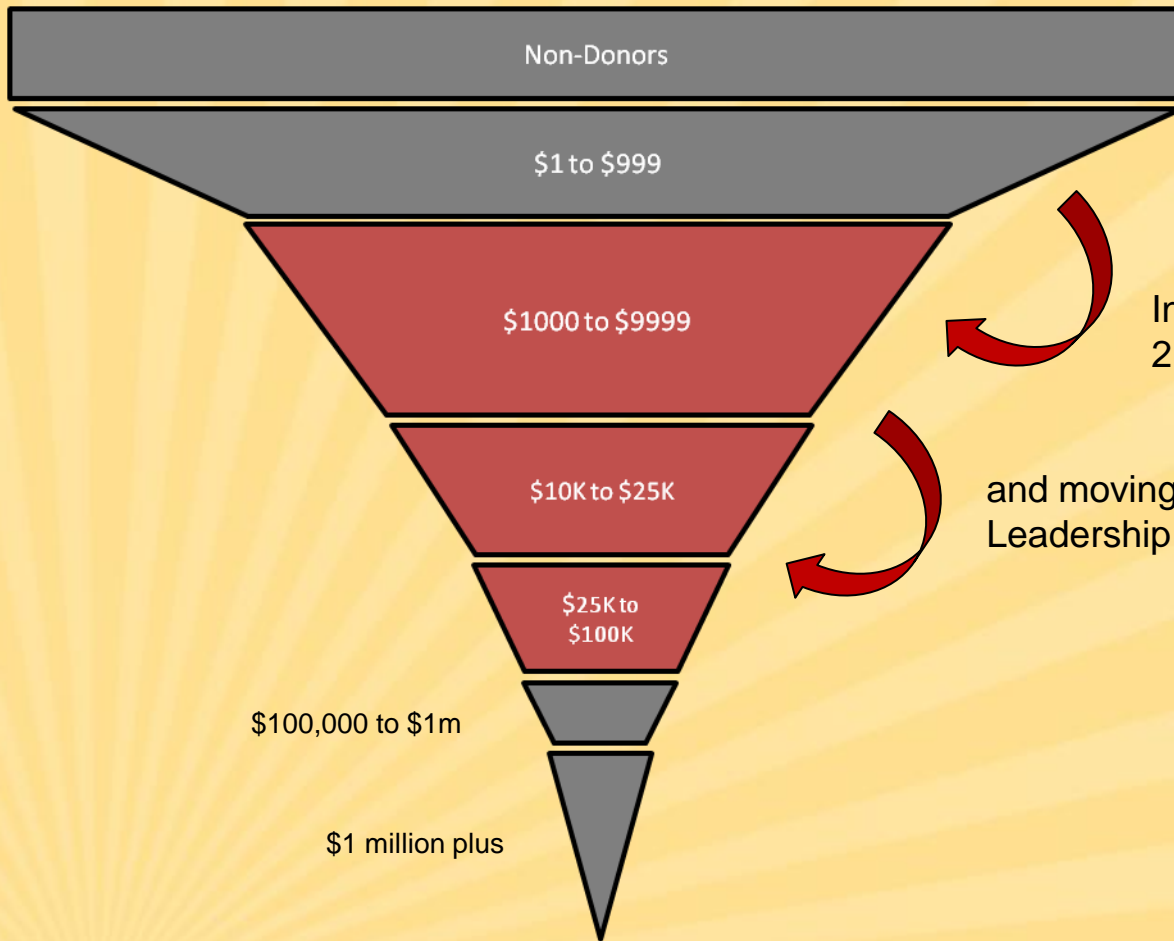 Non-Donors
$1 to $999
$1000 to $9999
In
2
$10K to $25K
and moving
Leadership
$25K to
$100K
$100,000 to $1m
$1 million plus